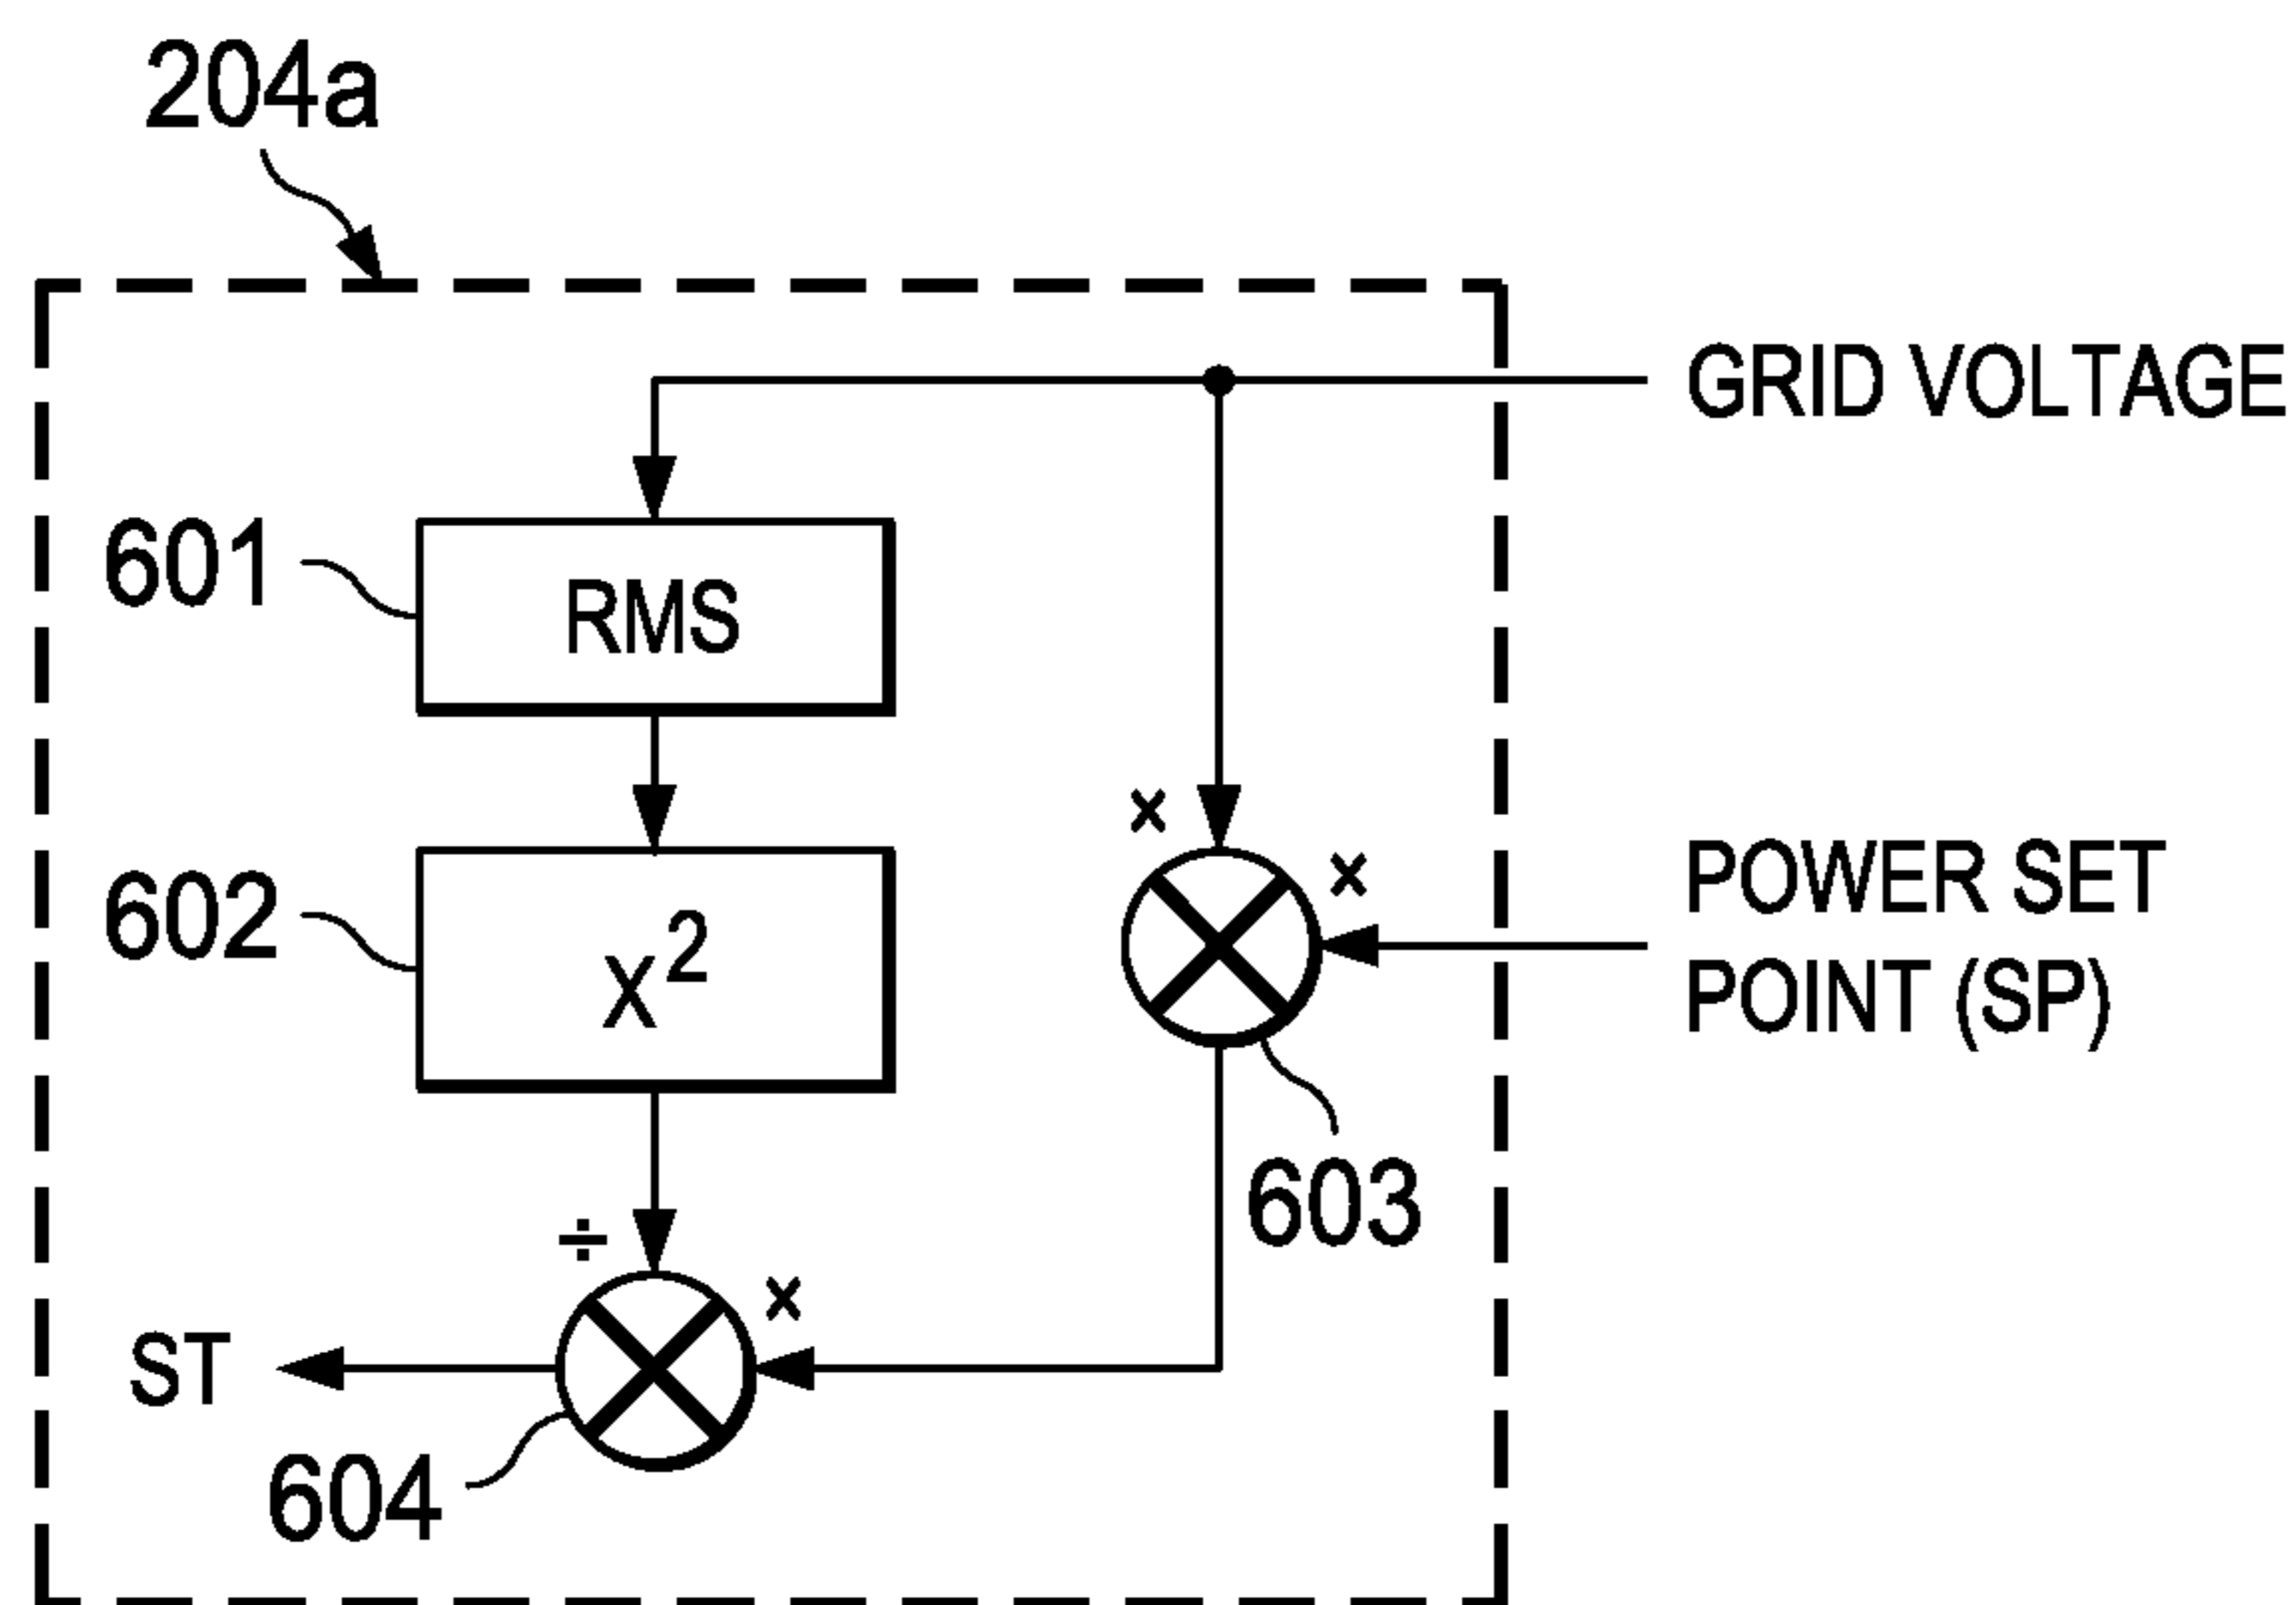 204a
GRID VOLTAGE
601
RMS
×
×
602
x²
POWER SET
POINT (SP)
603
÷
×
ST
604